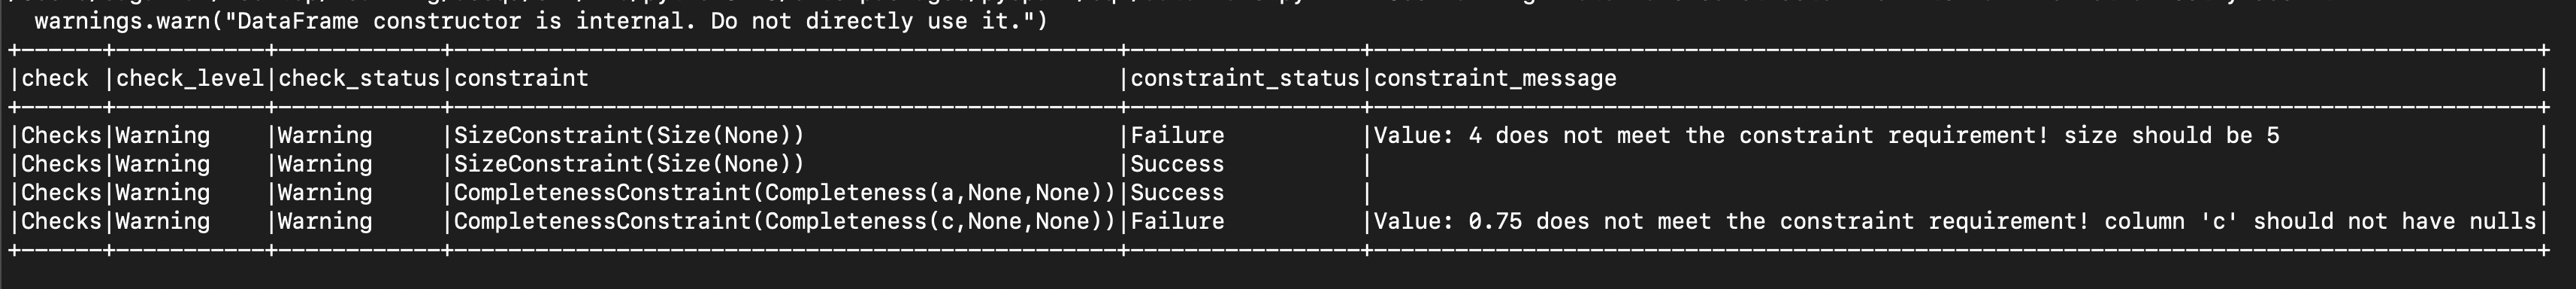 warnings.warn("DataFrame constructor is internal. Do not directly use it.")
+------+-----------+------------+---------------------------------------------------+-----------------+------------------------------------------------------------------------------------------+
|check |check_level|check_status|constraint                                         |constraint_status|constraint_message                                                                        |
+------+-----------+------------+---------------------------------------------------+-----------------+------------------------------------------------------------------------------------------+
|Checks|Warning    |Warning     |SizeConstraint(Size(None))                         |Failure          |Value: 4 does not meet the constraint requirement! size should be 5                       |
|Checks|Warning    |Warning     |SizeConstraint(Size(None))                         |Success          |                                                                                          |
|Checks|Warning    |Warning     |CompletenessConstraint(Completeness(a,None,None))|Success          |                                                                                          |
|Checks|Warning    |Warning     |CompletenessConstraint(Completeness(c,None,None))|Failure          |Value: 0.75 does not meet the constraint requirement! column 'c' should not have nulls|
+------+-----------+------------+---------------------------------------------------+-----------------+------------------------------------------------------------------------------------------+